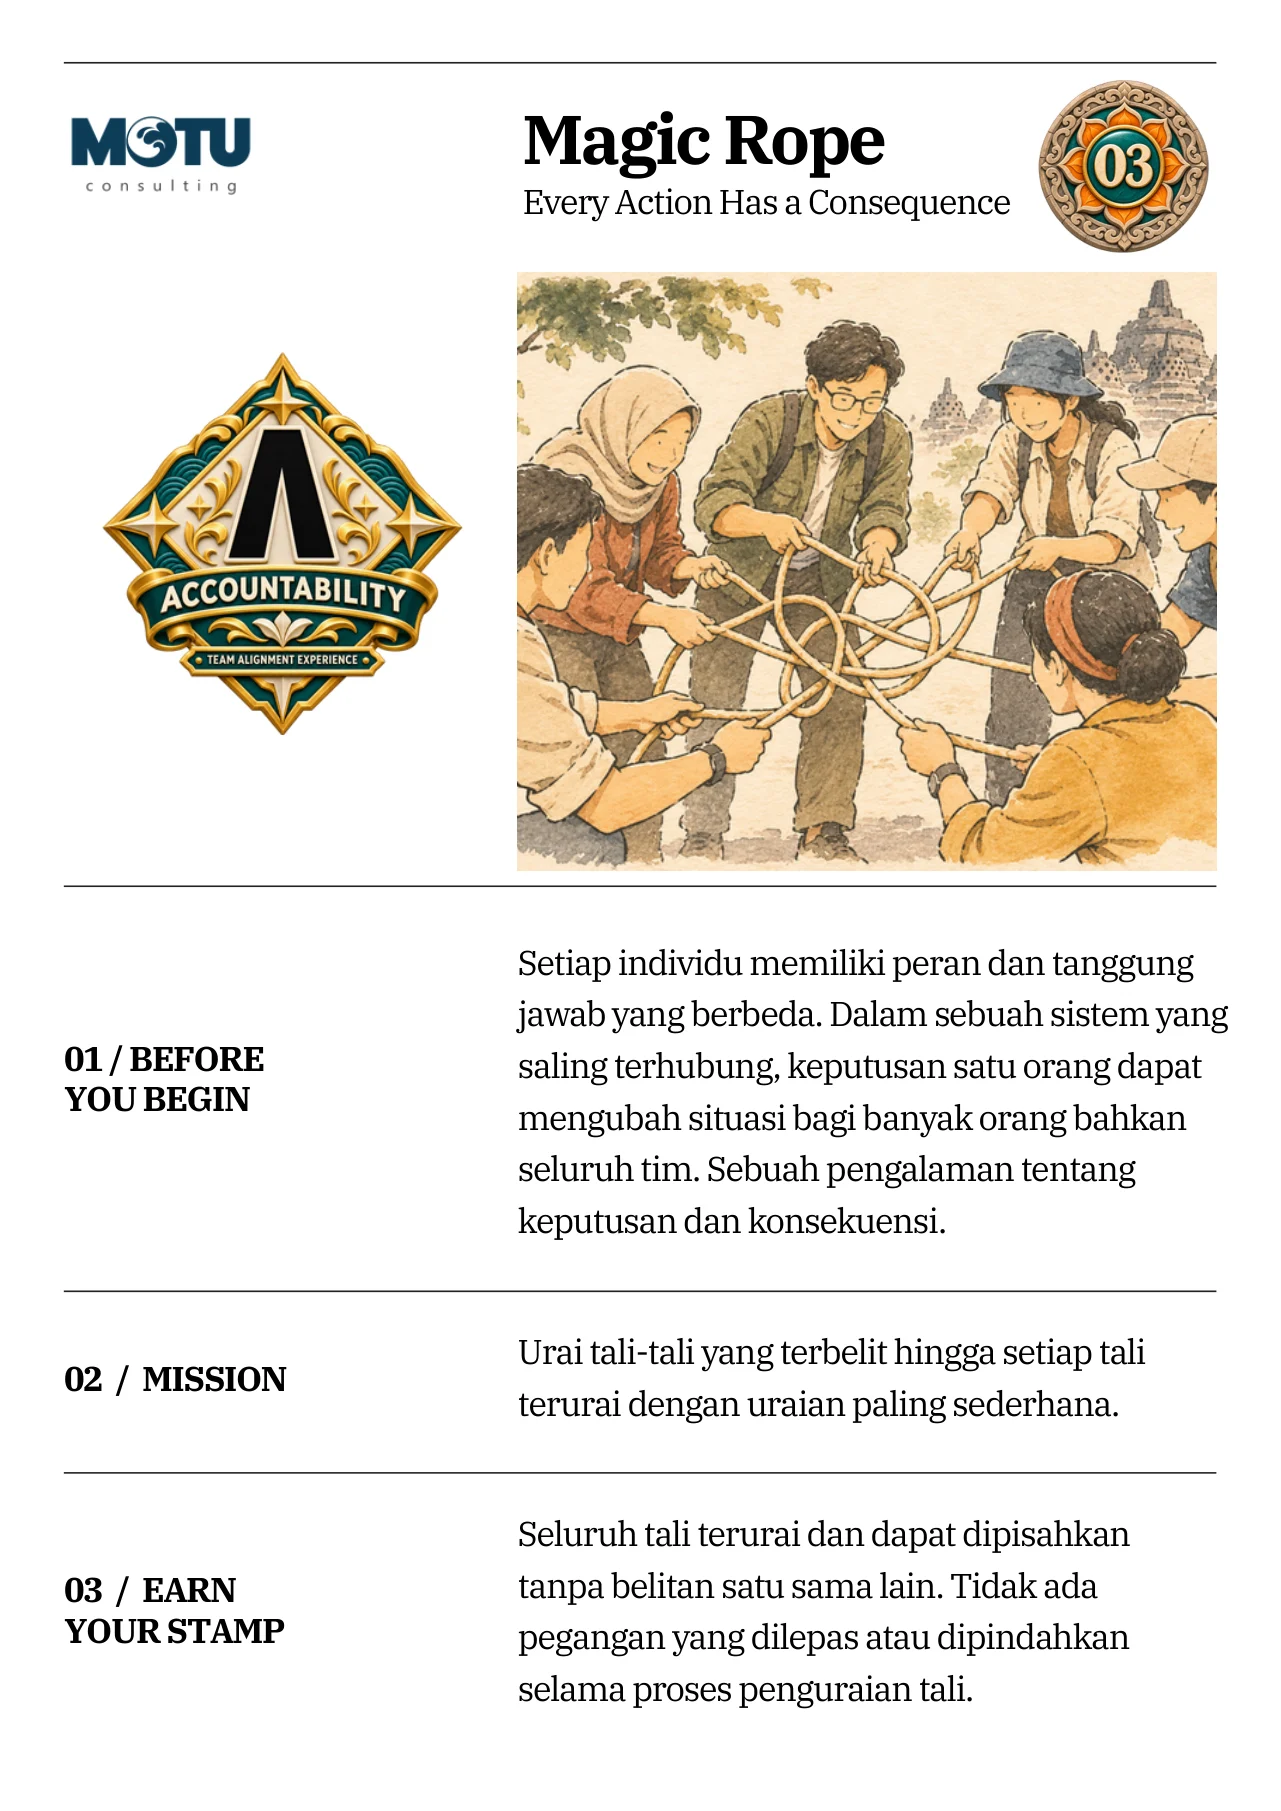 MOTU
consulting
Magic Rope
Every Action Has a Consequence
03
A
ACCOUNTABILITY
TEAM ALIGNMENT EXPERIENCE
01 / BEFORE
YOU BEGIN
Setiap individu memiliki peran dan tanggung
jawab yang berbeda. Dalam sebuah sistem yang
saling terhubung, keputusan satu orang dapat
mengubah situasi bagi banyak orang bahkan
seluruh tim. Sebuah pengalaman tentang
keputusan dan konsekuensi.
02 / MISSION
Urai tali-tali yang terbelit hingga setiap tali
terurai dengan uraian paling sederhana.
03 / EARN
YOUR STAMP
Seluruh tali terurai dan dapat dipisahkan
tanpa belitan satu sama lain. Tidak ada
pegangan yang dilepas atau dipindahkan
selama proses penguraian tali.